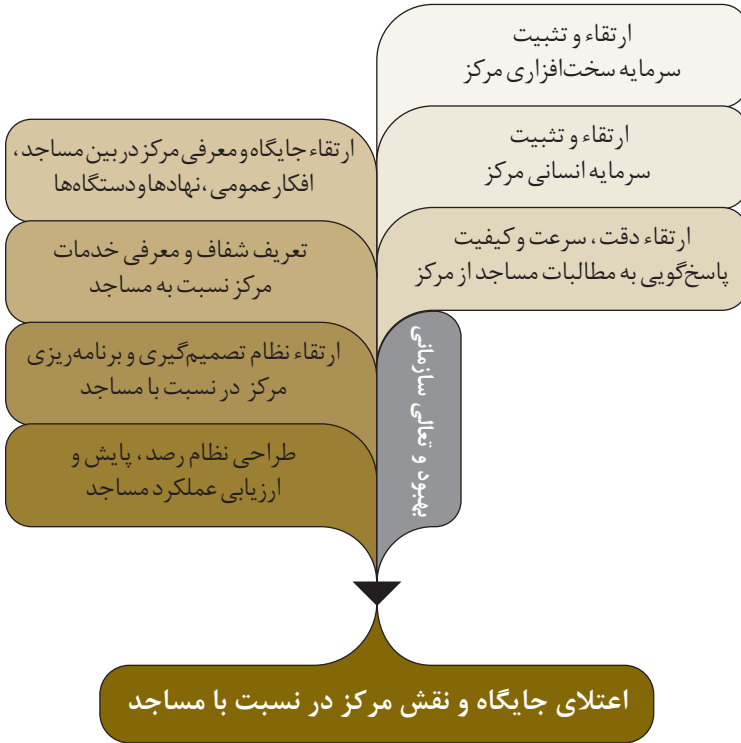 ارتقاء و تثبیت
سرمایه سخت‌افزاری مرکز
ارتقاء و تثبیت
سرمایه انسانی مرکز
ارتقاء دقت، سرعت و کیفیت
پاسخ‌گویی به مطالبات مساجد از مرکز
بهبود و تعالی سازمانی
ارتقاء جایگاه و معرفی مرکز در بین مساجد،
افکار عمومی، نهادها و دستگاه‌ها
تعریف شفاف و معرفی خدمات
مرکز نسبت به مساجد
ارتقاء نظام تصمیم‌گیری و برنامه‌ریزی
مرکز در نسبت با مساجد
طراحی نظام رصد، پایش و
ارزیابی عملکرد مساجد
اعتلای جایگاه و نقش مرکز در نسبت با مساجد